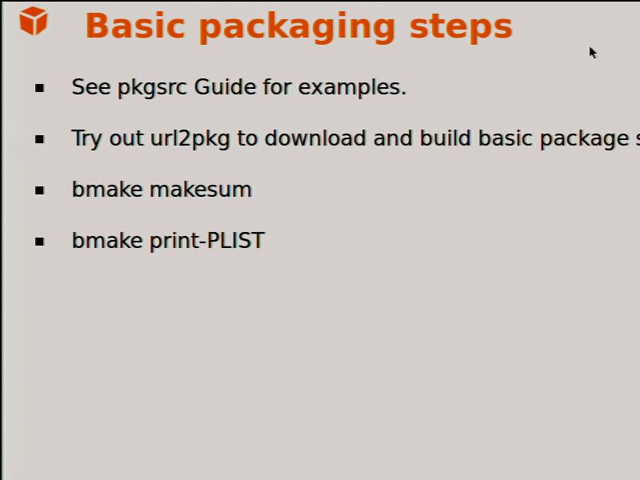 Basic packaging steps
See pkgsrc Guide for examples.
Try out url2pkg to download and build basic package
bmake makesum
bmake print-PLIST